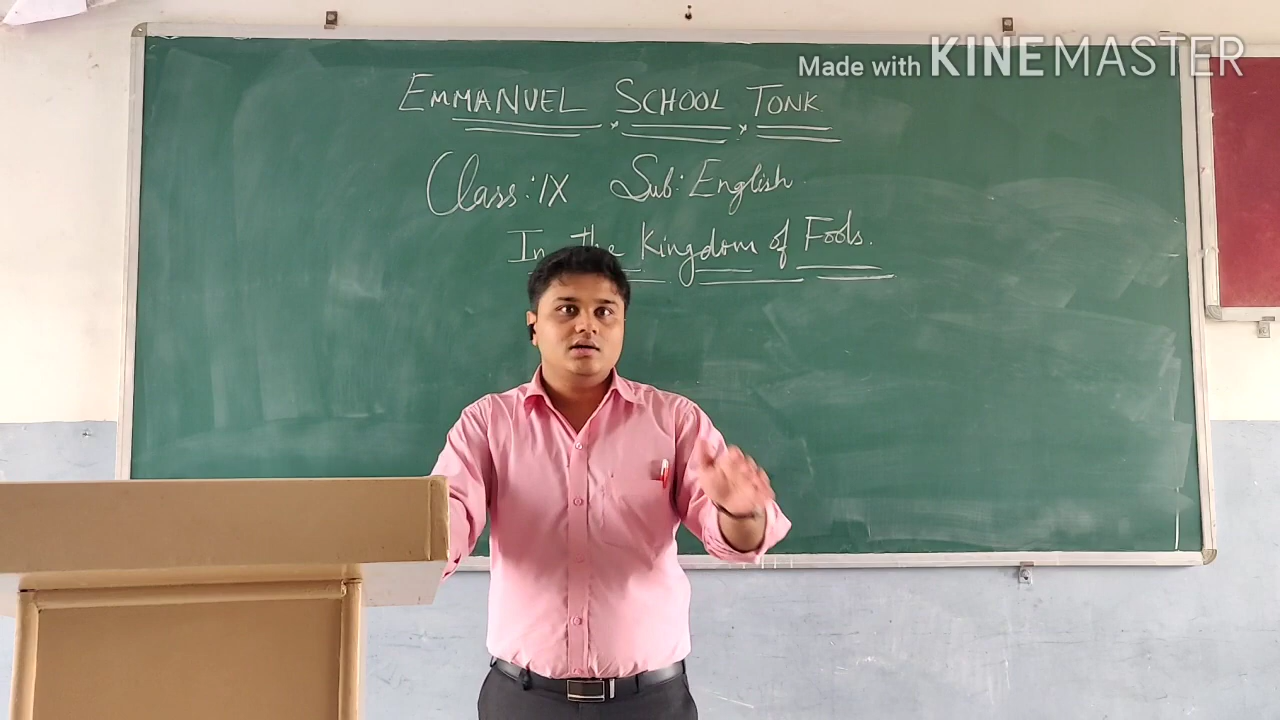 Made with KINEMASTER
EMMANUEL SCHOOL TONK
Class: IX Sub: English.
In the Kingdom of Fools.